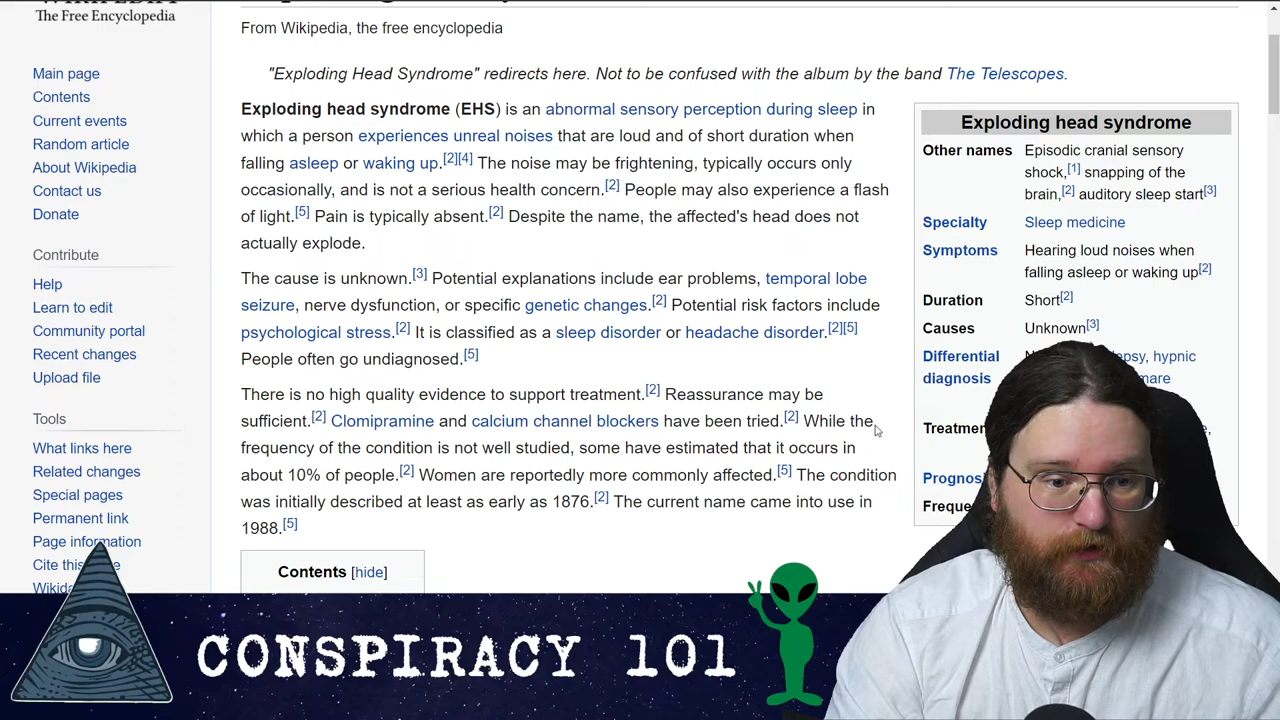 The Free Encyclopedia
From Wikipedia, the free encyclopedia
Main page
Contents
Current events
Random article
About Wikipedia
Contact us
Donate
Contribute
Help
Learn to edit
Community portal
Recent changes
Upload file
Tools
What links here
Related changes
Special pages
Permanent link
Page information
Cite this
"Exploding Head Syndrome" redirects here. Not to be confused with the album by the band The Telescopes.
Exploding head syndrome (EHS) is an abnormal sensory perception during sleep in
which a person experiences unreal noises that are loud and of short duration when
falling asleep or waking up.[2][4] The noise may be frightening, typically occurs only
occasionally, and is not a serious health concern.[2] People may also experience a flash
of light.[5] Pain is typically absent.[2] Despite the name, the affected's head does not
actually explode.
The cause is unknown.[3] Potential explanations include ear problems, temporal lobe
seizure, nerve dysfunction, or specific genetic changes.[2] Potential risk factors include
psychological stress.[2] It is classified as a sleep disorder or headache disorder.[2][5]
People often go undiagnosed.[5]
There is no high quality evidence to support treatment.[2] Reassurance may be
sufficient.[2] Clomipramine and calcium channel blockers have been tried.[2] While the
frequency of the condition is not well studied, some have estimated that it occurs in
about 10% of people.[2] Women are reportedly more commonly affected.[5] The condition
was initially described at least as early as 1876.[2] The current name came into use in
1988.[5]
Contents [hide]
Exploding head syndrome
Other names Episodic cranial sensory
shock,[1] snapping of the
brain,[2] auditory sleep start[3]
Specialty Sleep medicine
Symptoms Hearing loud noises when
falling asleep or waking up[2]
Duration Short[2]
Causes Unknown[3]
Differential hypnic
diagnosis
CONSPIRACY 101